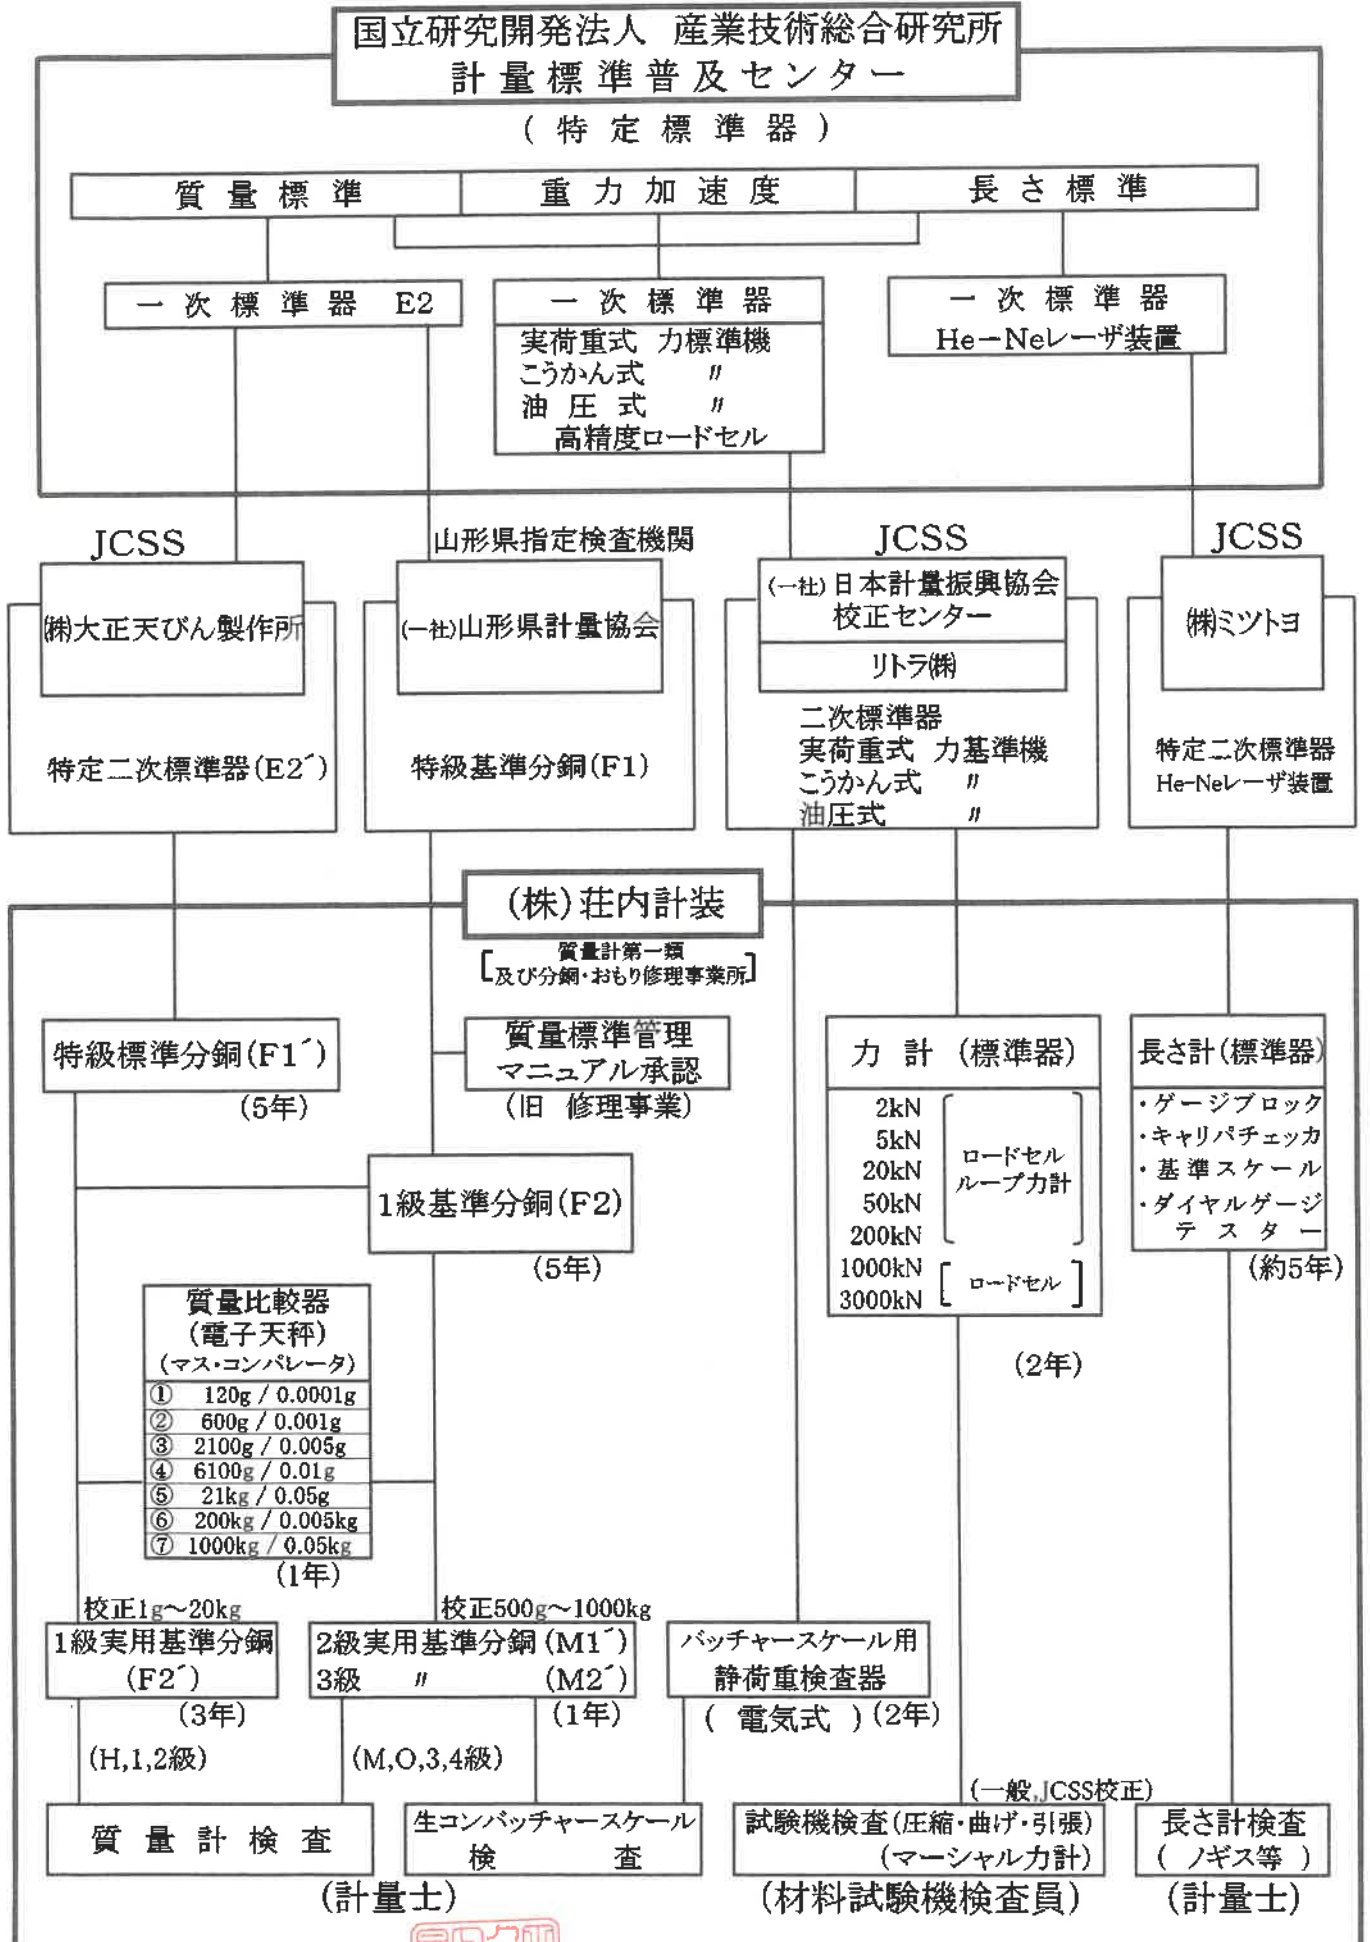 国立研究開発法人 産業技術総合研究所
計量標準普及センター
(特定標準器)
質量標準
重力加速度
長さ標準
一次標準器 E2
一次標準器
実荷重式 力標準機
こうかん式 〃
油圧式 〃
高精度ロードセル
一次標準器
He-Neレーザ装置
JCSS
㈱大正天びん製作所
特定二次標準器(E2´)
山形県指定検査機関
(一社)山形県計量協会
特級基準分銅(F1)
JCSS
(一社)日本計量振興協会
校正センター
リトラ㈱
二次標準器
実荷重式 力基準機
こうかん式 〃
油圧式 〃
JCSS
㈱ミツトヨ
特定二次標準器
He-Neレーザ装置
(株)荘内計装
質量計第一類
及び分銅・おもり修理事業所
特級標準分銅(F1´)
(5年)
質量標準管理
マニュアル承認
(旧 修理事業)
1級基準分銅(F2)
(5年)
力計 (標準器)
2kN
5kN
20kN
50kN
200kN
ロードセル
ループ力計
1000kN
3000kN
ロードセル
(2年)
長さ計(標準器)
・ゲージブロック
・キャリパチェッカ
・基準スケール
・ダイヤルゲージ
テスター
(約5年)
質量比較器
(電子天秤)
(マス・コンパレータ)
① 120g / 0.0001g
② 600g / 0.001g
③ 2100g / 0.005g
④ 6100g / 0.01g
⑤ 21kg / 0.05g
⑥ 200kg / 0.005kg
⑦ 1000kg / 0.05kg
(1年)
校正1g～20kg
1級実用基準分銅
(F2´)
(3年)
校正500g～1000kg
2級実用基準分銅(M1´)
3級 〃 (M2´)
(1年)
バッチャースケール用
静荷重検査器
(電気式)(2年)
(H,1,2級)
(M,O,3,4級)
質量計検査
生コンバッチャースケール
検査
(計量士)
(一般,JCSS校正)
試験機検査(圧縮・曲げ・引張)
(マーシャル力計)
(材料試験機検査員)
長さ計検査
(ノギス等)
(計量士)